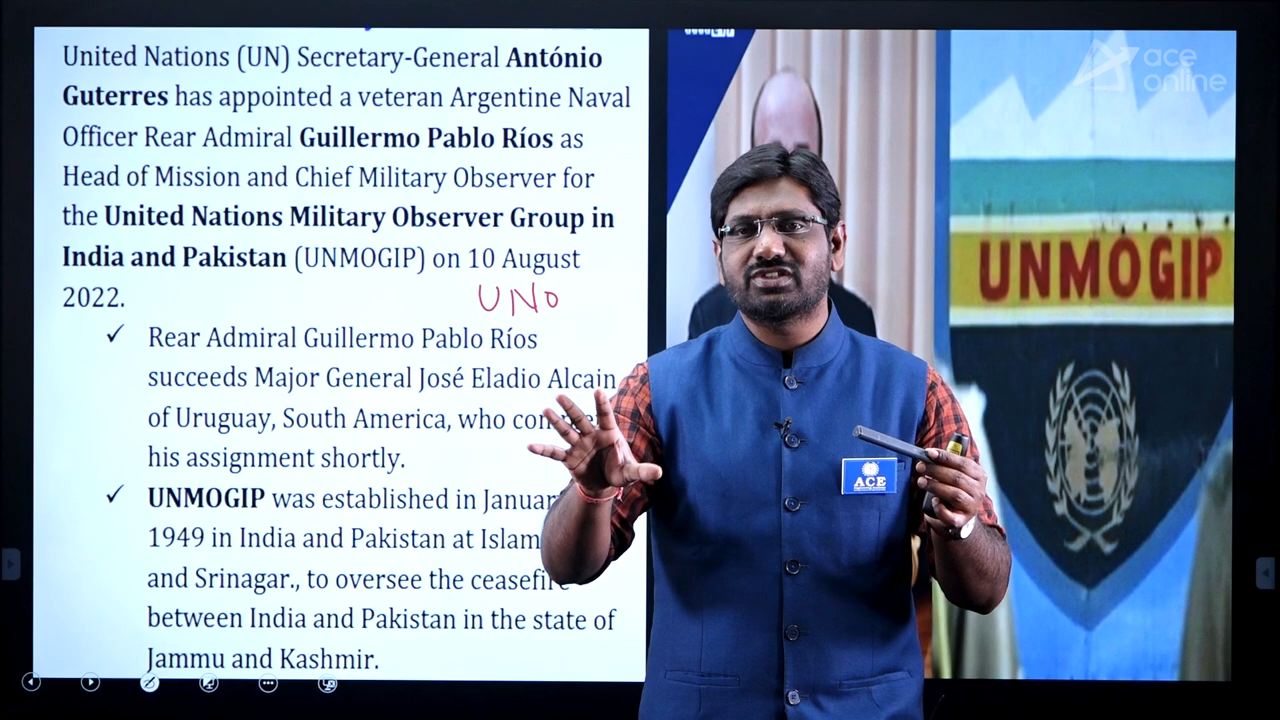 United Nations (UN) Secretary-General António
Guterres has appointed a veteran Argentine Naval
Officer Rear Admiral Guillermo Pablo Ríos as
Head of Mission and Chief Military Observer for
the United Nations Military Observer Group in
India and Pakistan (UNMOGIP) on 10 August
2022.
UNO
✓ Rear Admiral Guillermo Pablo Ríos
succeeds Major General José Eladio Alcain
of Uruguay, South America, who
his assignment shortly.
✓ UNMOGIP was established in
1949 in India and Pakistan at
and Srinagar., to oversee the
between India and Pakistan in the state of
Jammu and Kashmir.
ace
online
UNMOGIP
ACE